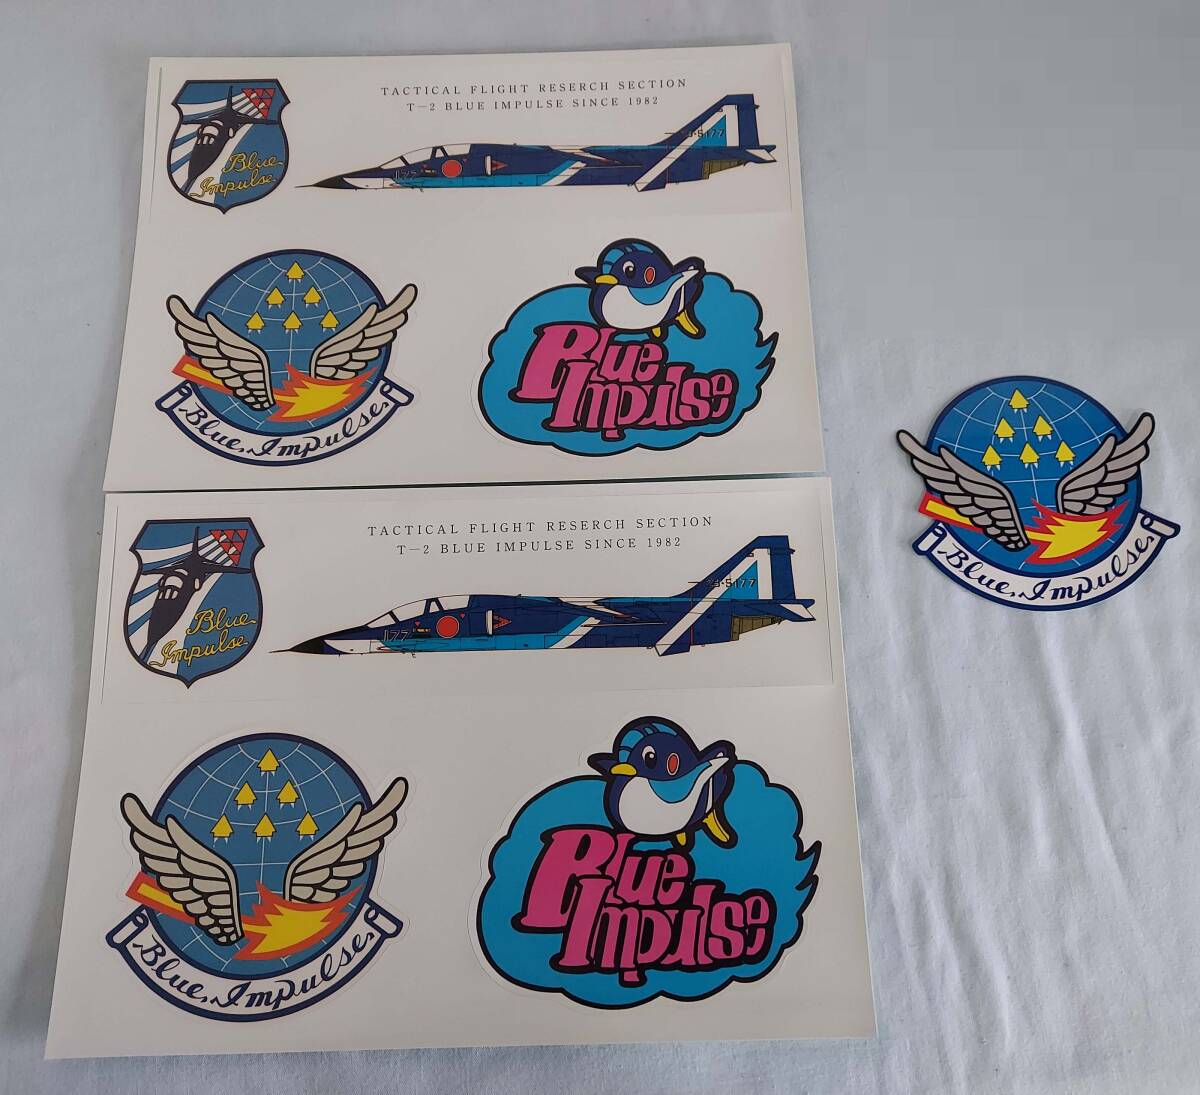 TACTICAL FLIGHT RESERCH SECTION
T-2 BLUE IMPULSE SINCE 1982
Blue
Impulse
177
29-5177
Blue Impulse
Blue
Impulse
TACTICAL FLIGHT RESERCH SECTION
T-2 BLUE IMPULSE SINCE 1982
Blue
Impulse
177
29-5177
Blue Impulse
Blue
Impulse
Blue Impulse